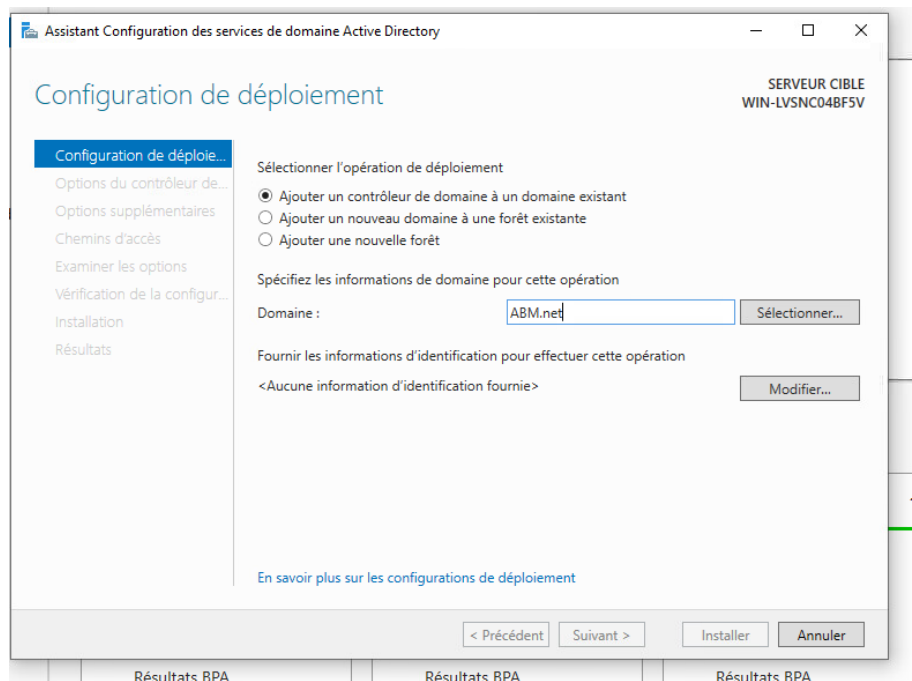 Assistant Configuration des services de domaine Active Directory
Configuration de déploiement
SERVEUR CIBLE
WIN-LVSNC04BF5V
Configuration de déploie...
Options du contrôleur de...
Options supplémentaires
Chemins d'accès
Examiner les options
Vérification de la configur...
Installation
Résultats
Sélectionner l'opération de déploiement
Ajouter un contrôleur de domaine à un domaine existant
Ajouter un nouveau domaine à une forêt existante
Ajouter une nouvelle forêt
Spécifiez les informations de domaine pour cette opération
Domaine :
ABM.net
Sélectionner...
Fournir les informations d'identification pour effectuer cette opération
<Aucune information d'identification fournie>
Modifier...
En savoir plus sur les configurations de déploiement
< Précédent
Suivant >
Installer
Annuler
Résultats BPA
Résultats BPA
Résultats BPA